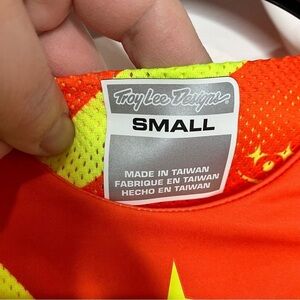 Troy Lee Designs
SMALL
MADE IN TAIWAN
FABRIQUE EN TAIWAN
HECHO EN TAIWAN